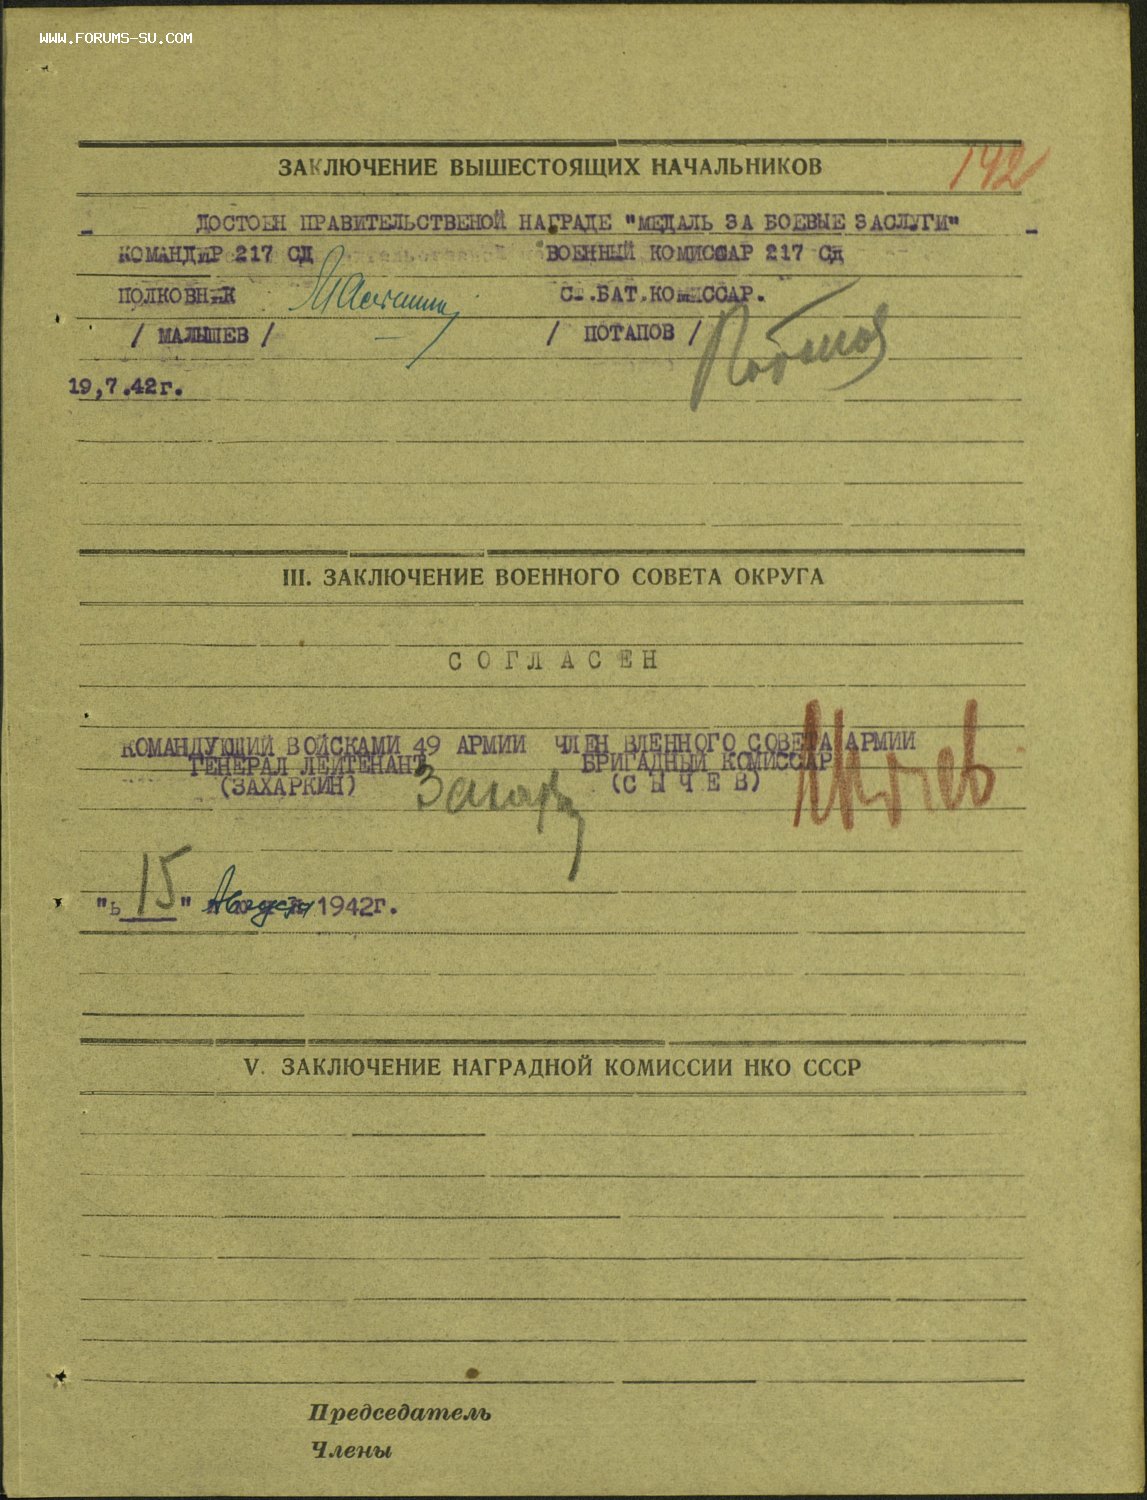 WWW.FORUMS-SU.COM
142
ЗАКЛЮЧЕНИЕ ВЫШЕСТОЯЩИХ НАЧАЛЬНИКОВ
- ДОСТОЕН ПРАВИТЕЛЬСТВЕНОЙ НАГРАДЕ "МЕДАЛЬ ЗА БОЕВЫЕ ЗАСЛУГИ" -
КОМАНДИР 217 СД ВОЕННЫЙ КОМИССАР 217 СД
ПОЛКОВНИК СТ.БАТ.КОМИССАР.
/ МАЛЫШЕВ / / ПОТАПОВ /
19,7.42г.
III. ЗАКЛЮЧЕНИЕ ВОЕННОГО СОВЕТА ОКРУГА
СОГЛАСЕН
КОМАНДУЮЩИЙ ВОЙСКАМИ 49 АРМИИ ЧЛЕН ВЛЕННОГО СОВЕТА АРМИИ
ГЕНЕРАЛ ЛЕЙТЕНАНТ БРИГАДНЫЙ КОМИССАР
(ЗАХАРКИН) (СЫЧЕВ)
"15" Августа 1942г.
V. ЗАКЛЮЧЕНИЕ НАГРАДНОЙ КОМИССИИ НКО СССР
Председатель
Члены